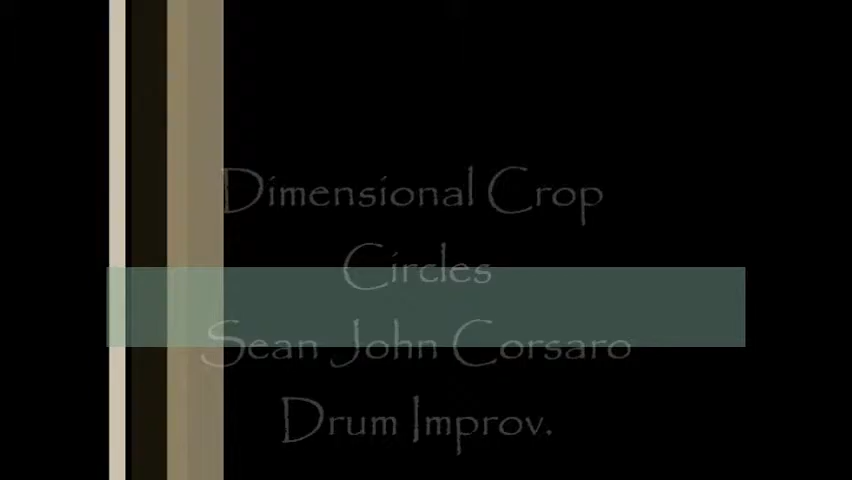 Dimensional Crop
Circles
Sean John Corsaro
Drum Improv.